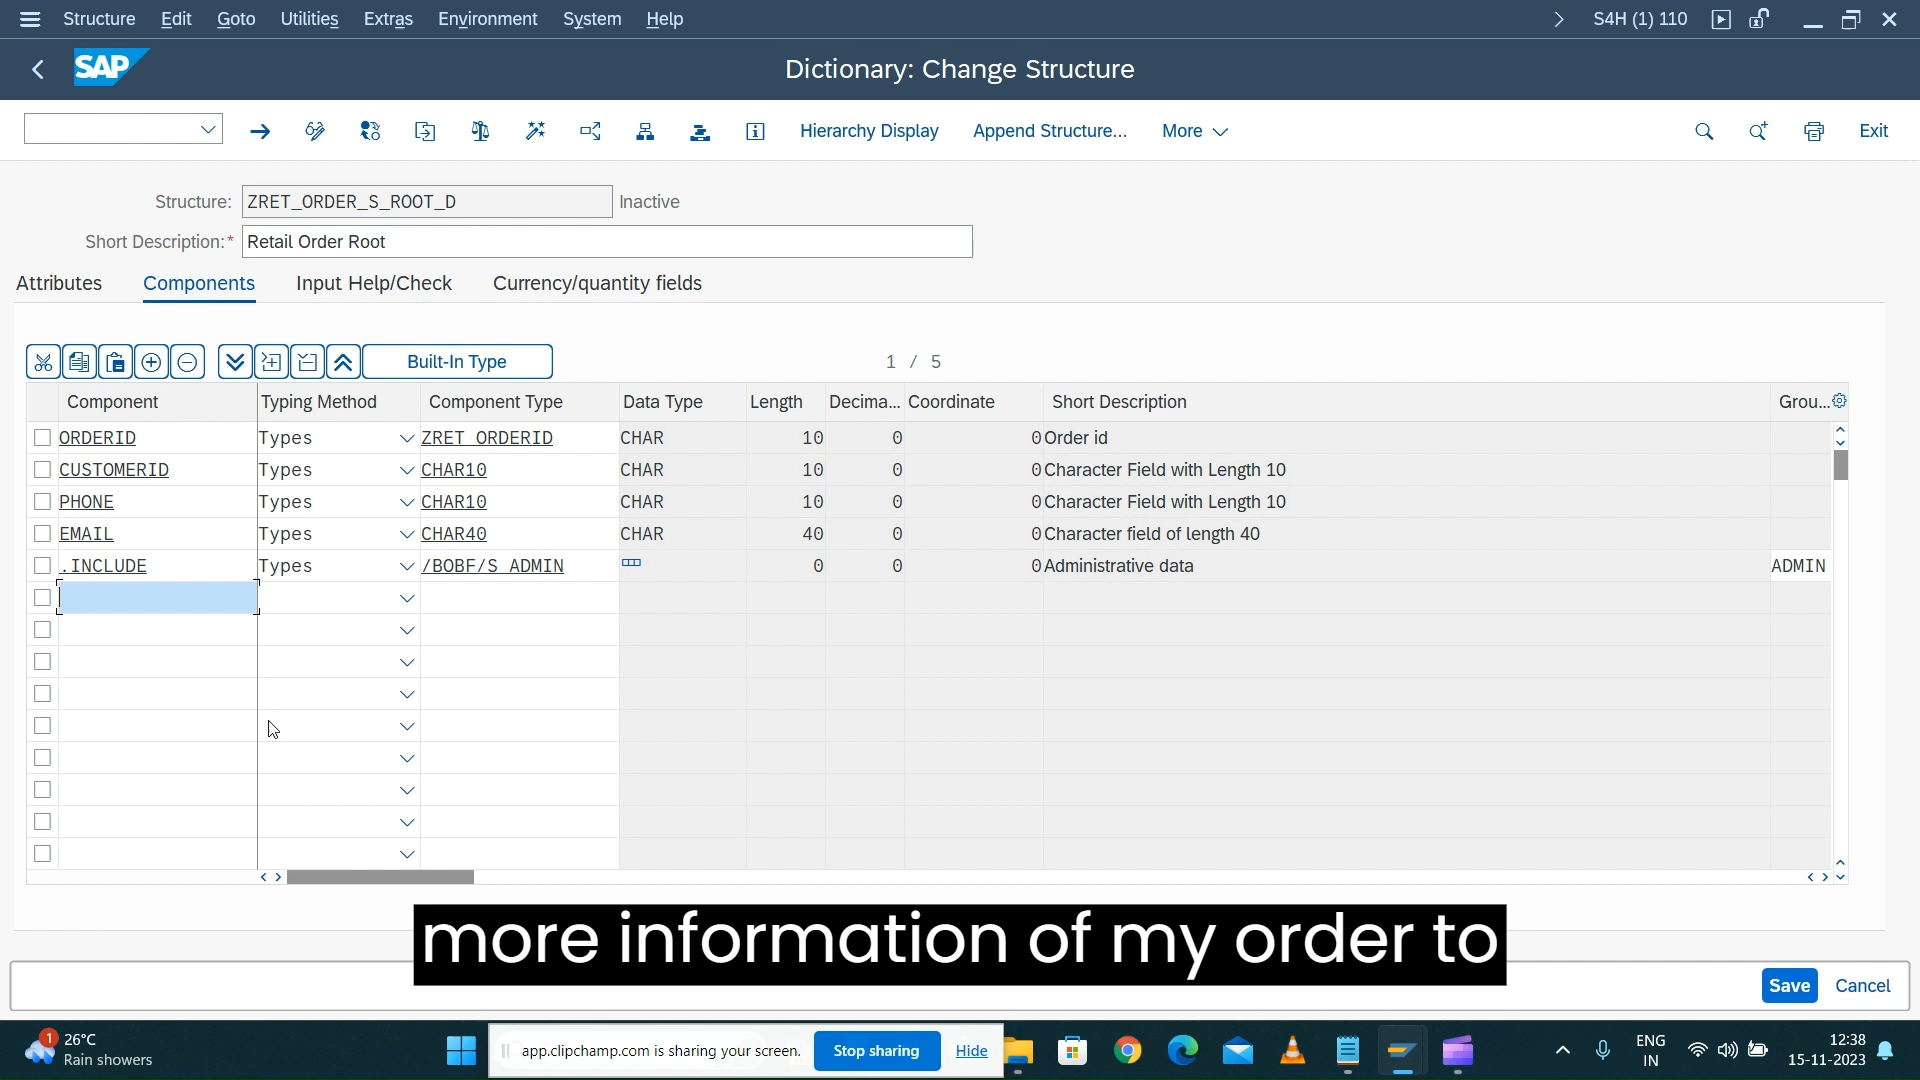 Structure Edit Goto Utilities Extras Environment System Help S4H (1) 110
SAP Dictionary: Change Structure
Hierarchy Display Append Structure... More Exit
Structure: ZRET_ORDER_S_ROOT_D Inactive
Short Description:* Retail Order Root
Attributes Components Input Help/Check Currency/quantity fields
Built-In Type 1 / 5
Component Typing Method Component Type Data Type Length Decima... Coordinate Short Description Grou...
ORDERID Types ZRET_ORDERID CHAR 10 0 0 Order id
CUSTOMERID Types CHAR10 CHAR 10 0 0 Character Field with Length 10
PHONE Types CHAR10 CHAR 10 0 0 Character Field with Length 10
EMAIL Types CHAR40 CHAR 40 0 0 Character field of length 40
.INCLUDE Types /BOBF/S_ADMIN 0 0 0 Administrative data ADMIN
more information of my order to
Save Cancel
1 26°C
Rain showers
app.clipchamp.com is sharing your screen. Stop sharing Hide
ENG
IN
12:38
15-11-2023